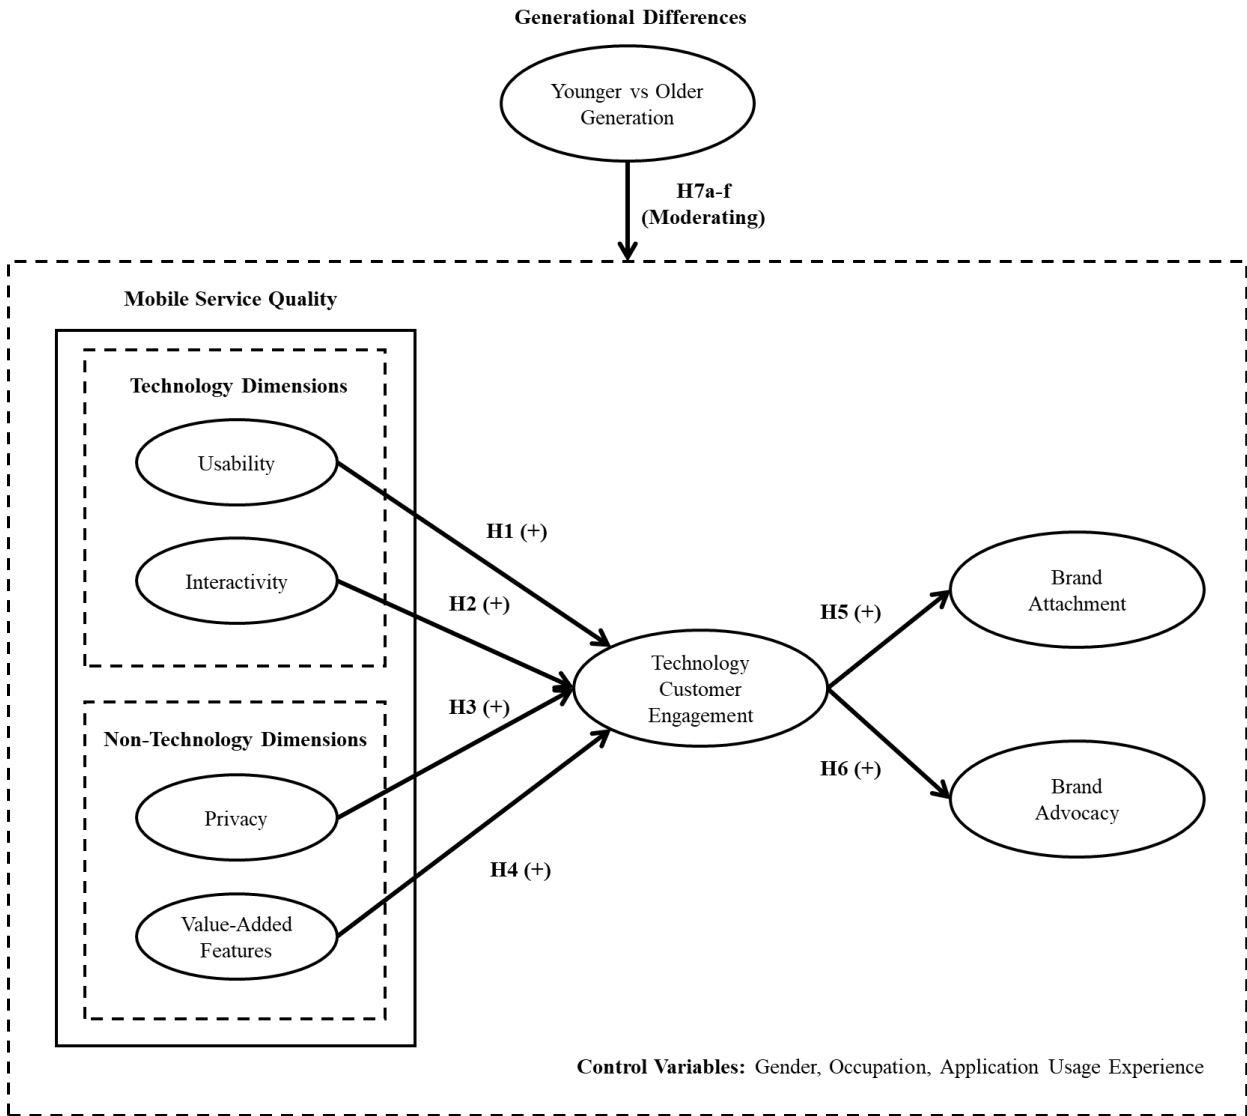 Generational Differences
Younger vs Older
Generation
H7a-f
(Moderating)
Mobile Service Quality
Technology Dimensions
Usability
Interactivity
Non-Technology Dimensions
Privacy
Value-Added
Features
H1 (+)
H2 (+)
H3 (+)
H4 (+)
Technology
Customer
Engagement
H5 (+)
H6 (+)
Brand
Attachment
Brand
Advocacy
Control Variables: Gender, Occupation, Application Usage Experience